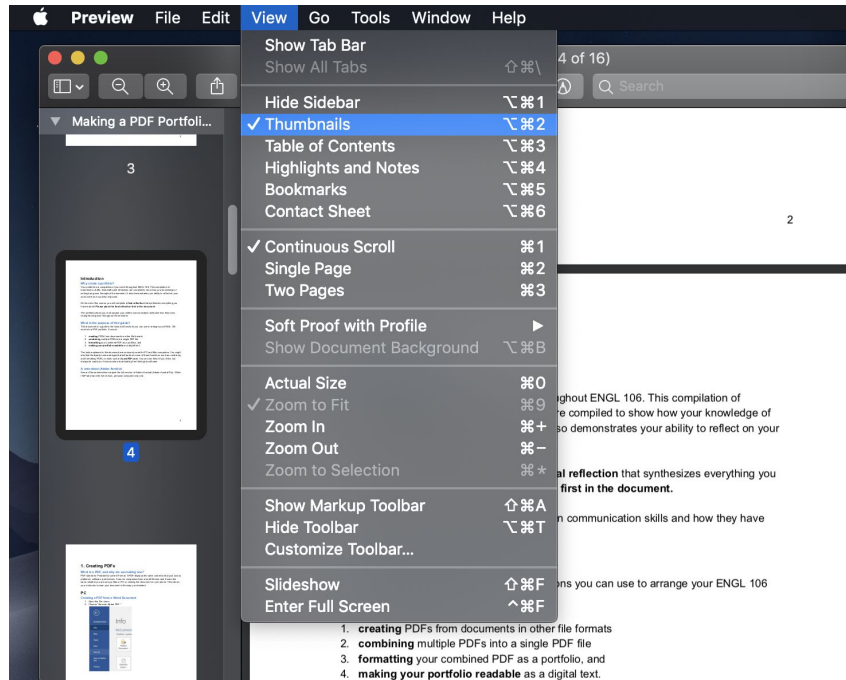 Preview File Edit View Go Tools Window Help
Show Tab Bar
Show All Tabs ⇧⌘\
4 of 16)
Search
Hide Sidebar ⌥⌘1
✓ Thumbnails ⌥⌘2
Table of Contents ⌥⌘3
Highlights and Notes ⌥⌘4
Bookmarks ⌥⌘5
Contact Sheet ⌥⌘6
✓ Continuous Scroll ⌘1
Single Page ⌘2
Two Pages ⌘3
Soft Proof with Profile ▶
Show Document Background ⌥⌘B
Actual Size ⌘0
✓ Zoom to Fit ⌘9
Zoom In ⌘+
Zoom Out ⌘−
Zoom to Selection ⌘*
Show Markup Toolbar ⇧⌘A
Hide Toolbar ⌥⌘T
Customize Toolbar...
Slideshow ⇧⌘F
Enter Full Screen ^⌘F
Making a PDF Portfoli...
3
Introduction
4
1. Creating PDFs
PC
Info
2
ghout ENGL 106. This compilation of
re compiled to show how your knowledge of
so demonstrates your ability to reflect on your
al reflection that synthesizes everything you
first in the document.
n communication skills and how they have
ons you can use to arrange your ENGL 106
1. creating PDFs from documents in other file formats
2. combining multiple PDFs into a single PDF file
3. formatting your combined PDF as a portfolio, and
4. making your portfolio readable as a digital text.